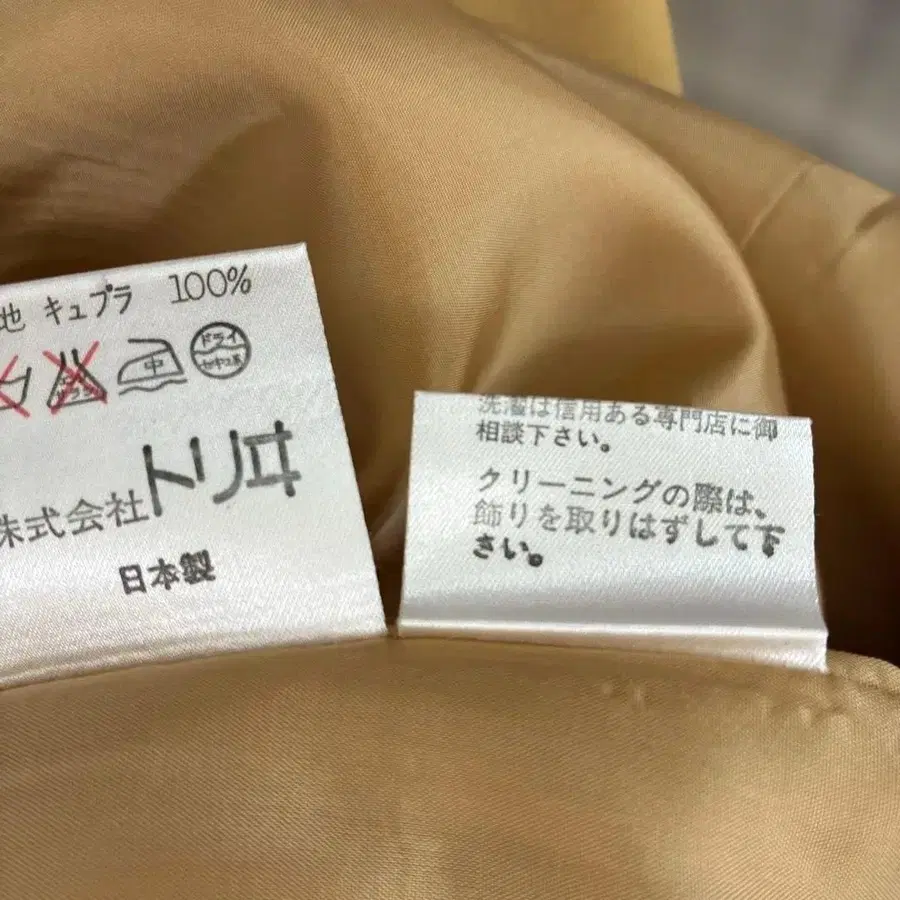 地 キュプラ 100%
中
ドライ
株式会社トリヰ
日本製
洗濯は信用ある専門店に御
相談下さい。
クリーニングの際は、
飾りを取りはずして下
さい。